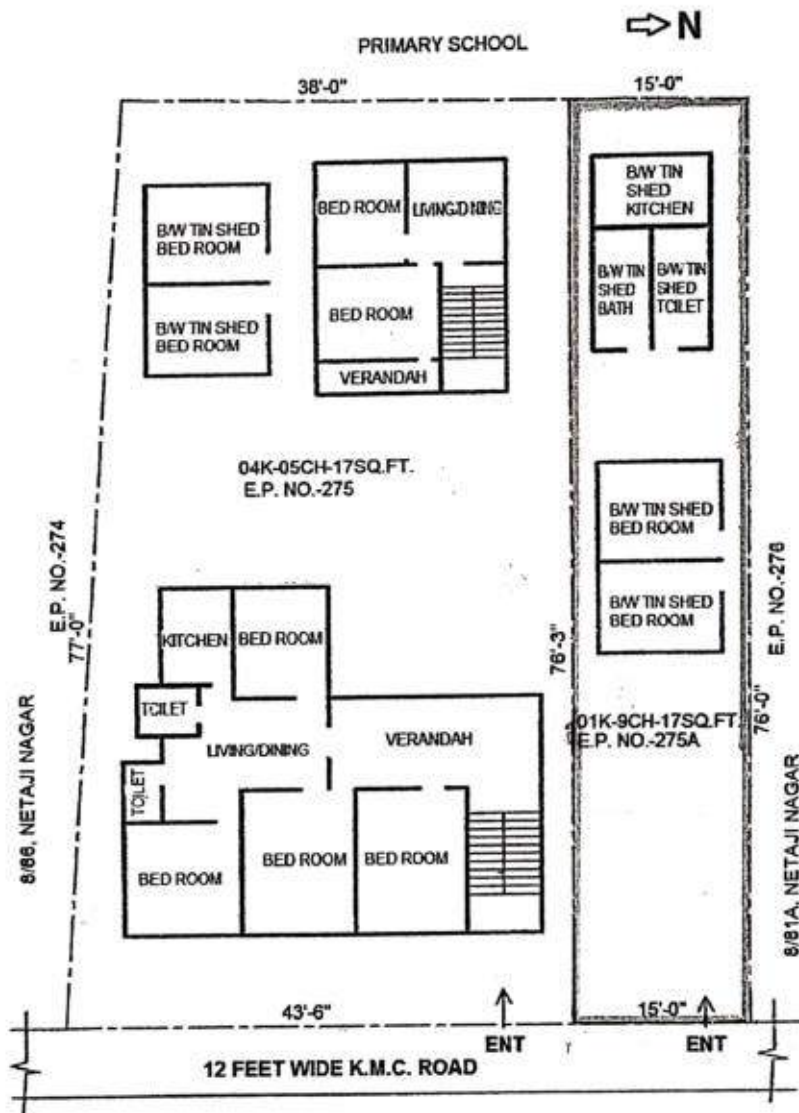 N
PRIMARY SCHOOL
38'-0"
15'-0"
B/W TIN SHED
BED ROOM
B/W TIN SHED
BED ROOM
BED ROOM
LIVING/DINING
BED ROOM
VERANDAH
B/W TIN
SHED
KITCHEN
B/W TIN
SHED
BATH
B/W TIN
SHED
TOILET
04K-05CH-17SQ.FT.
E.P. NO.-275
B/W TIN SHED
BED ROOM
B/W TIN SHED
BED ROOM
E.P. NO.-274
77'-0"
76'-3"
E.P. NO.-276
76'-0"
KITCHEN
BED ROOM
TOILET
LIVING/DINING
VERANDAH
TOILET
BED ROOM
BED ROOM
BED ROOM
01K-9CH-17SQ.FT.
E.P. NO.-275A
8/86, NETAJI NAGAR
8/81A, NETAJI NAGAR
43'-6"
15'-0"
ENT
ENT
12 FEET WIDE K.M.C. ROAD